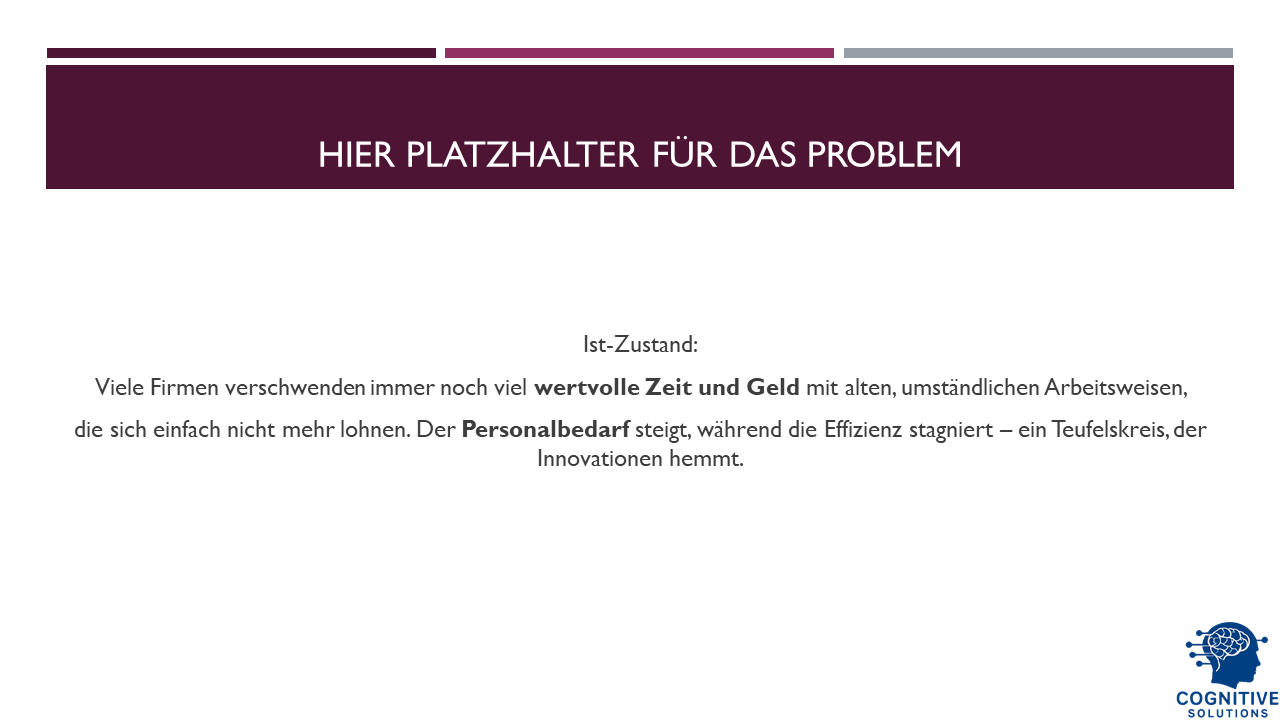 HIER PLATZHALTER FÜR DAS PROBLEM
Ist-Zustand:
Viele Firmen verschwenden immer noch viel wertvolle Zeit und Geld mit alten, umständlichen Arbeitsweisen,
die sich einfach nicht mehr lohnen. Der Personalbedarf steigt, während die Effizienz stagniert – ein Teufelskreis, der
Innovationen hemmt.
COGNITIVE
SOLUTIONS